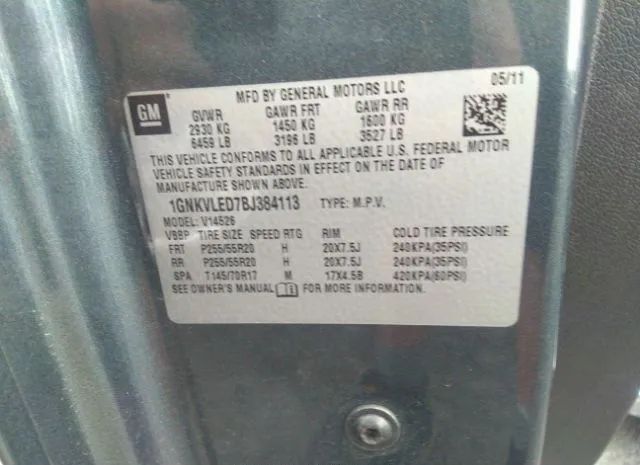 GM
MFD BY GENERAL MOTORS LLC 05/11
GVWR GAWR FRT GAWR RR
2930 KG 1450 KG 1600 KG
6459 LB 3196 LB 3527 LB
THIS VEHICLE CONFORMS TO ALL APPLICABLE U.S. FEDERAL MOTOR
VEHICLE SAFETY STANDARDS IN EFFECT ON THE DATE OF
MANUFACTURE SHOWN ABOVE.
1GNKVLED7BJ384113 TYPE: M.P.V.
MODEL: V14526
VBBP TIRE SIZE SPEED RTG RIM COLD TIRE PRESSURE
FRT P255/55R20 H 20X7.5J 240KPA(35PSI)
RR P255/55R20 H 20X7.5J 240KPA(35PSI)
SPA T145/70R17 M 17X4.5B 420KPA(60PSI)
SEE OWNER'S MANUAL FOR MORE INFORMATION.